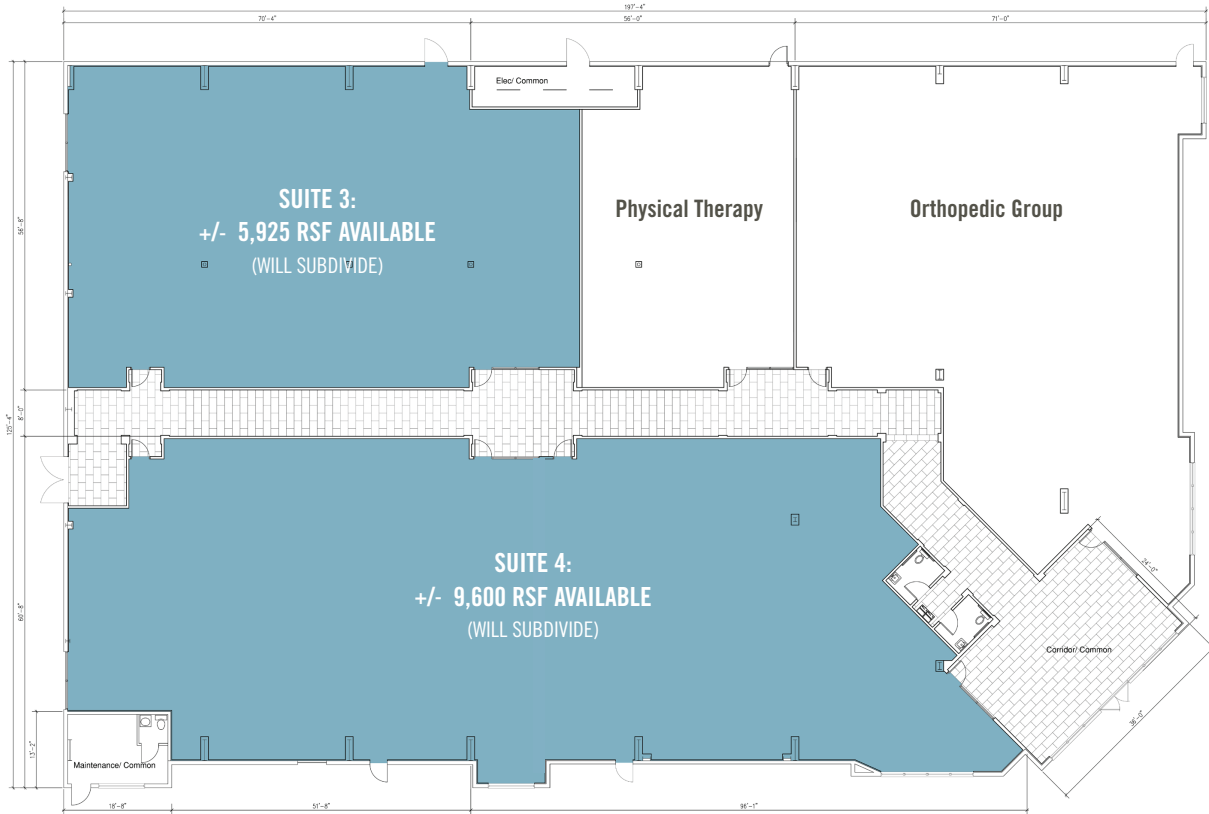 197'-4"
70'-4"
56'-0"
71'-0"
Elec/ Common
SUITE 3:
+/- 5,925 RSF AVAILABLE
(WILL SUBDIVIDE)
Physical Therapy
Orthopedic Group
56'-8"
8'-0"
125'-4"
60'-8"
13'-2"
SUITE 4:
+/- 9,600 RSF AVAILABLE
(WILL SUBDIVIDE)
24'-0"
Corridor/ Common
36'-0"
Maintenance/ Common
18'-8"
51'-8"
96'-1"